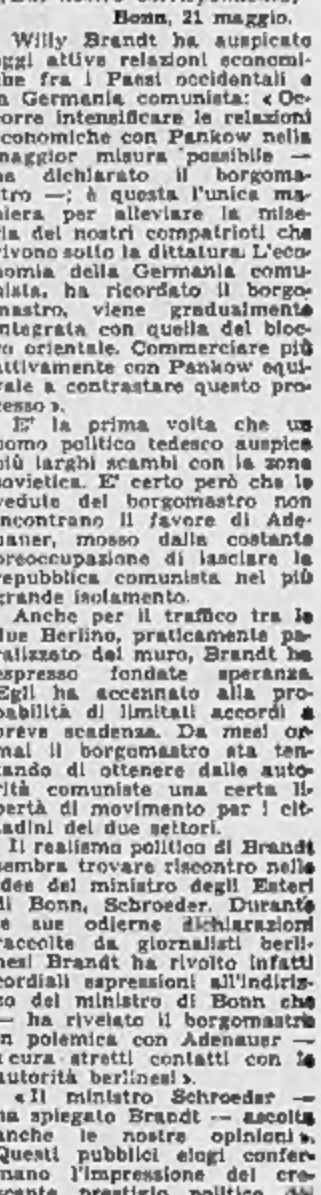 Bonn, 21 maggio.
Willy Brandt ha auspicato
oggi attive relazioni economi-
che fra i Paesi occidentali e
la Germania comunista: « Oc-
corre intensificare le relazioni
economiche con Pankow nella
maggior misura possibile —
ha dichiarato il borgoma-
stro —; è questa l'unica ma-
niera per alleviare la mise-
ria dei nostri compatrioti che
vivono sotto la dittatura. L'eco-
nomia della Germania comu-
nista, ha ricordato il borgo-
mastro, viene gradualmente
integrata con quella del bloc-
co orientale. Commerciare più
attivamente con Pankow equi-
vale a contrastare questo pro-
cesso ».
E' la prima volta che un
uomo politico tedesco auspica
più larghi scambi con la zona
sovietica. E' certo però che le
vedute del borgomastro non
incontrano il favore di Ade-
nauer, mosso dalla costante
preoccupazione di lasciare la
repubblica comunista nel più
grande isolamento.
Anche per il traffico tra le
due Berlino, praticamente pa-
ralizzato dal muro, Brandt ha
espresso fondate speranze.
Egli ha accennato alla pro-
babilità di limitati accordi a
breve scadenza. Da mesi or-
mai il borgomastro sta ten-
tando di ottenere dalle auto-
rità comuniste una certa li-
bertà di movimento per i cit-
tadini dei due settori.
Il realismo politico di Brandt
sembra trovare riscontro nelle
idee del ministro degli Esteri
di Bonn, Schroeder. Durante
le sue odierne dichiarazioni
raccolte da giornalisti berli-
nesi Brandt ha rivolto infatti
cordiali espressioni all'indiriz-
zo del ministro di Bonn che
— ha rivelato il borgomastro
in polemica con Adenauer —
« cura stretti contatti con le
autorità berlinesi ».
« Il ministro Schroeder —
ha spiegato Brandt — ascolta
anche le nostre opinioni ».
Questi pubblici elogi confer-
mano l'impressione del cre-
scente prestigio politico